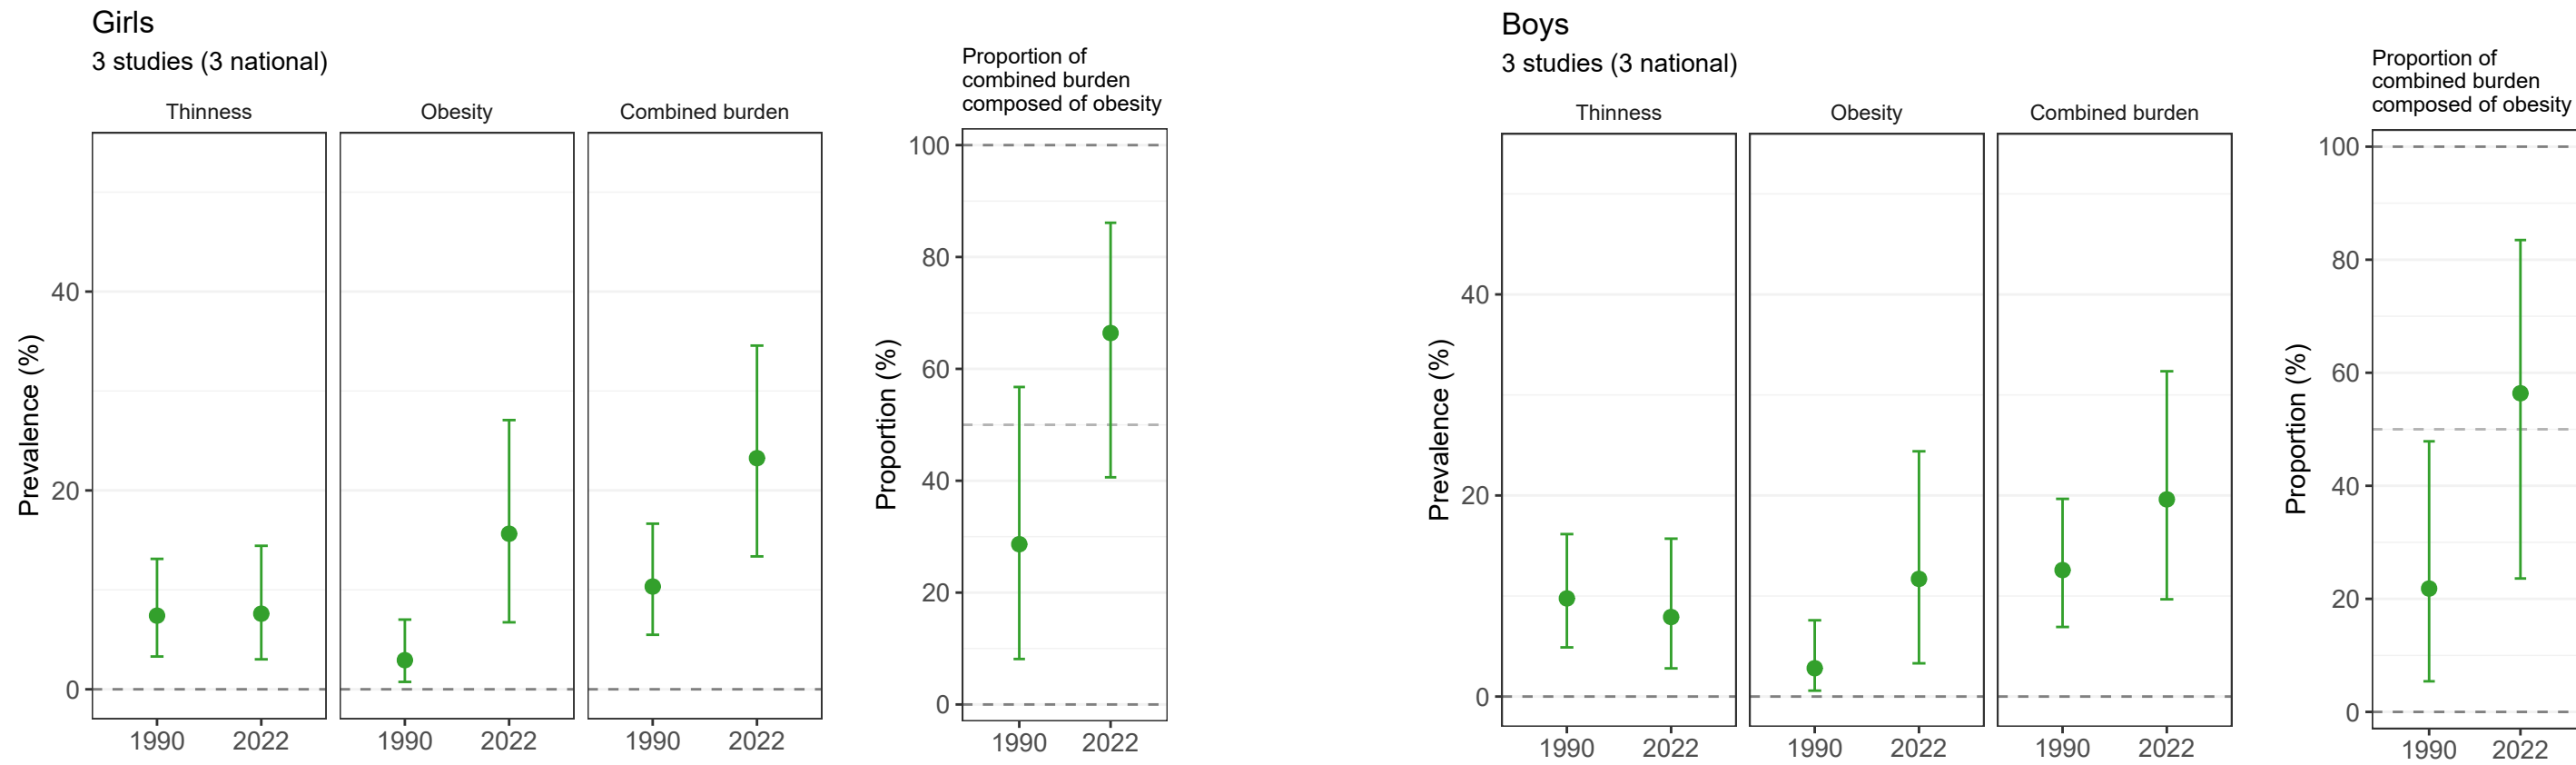 Girls
3 studies (3 national)
Thinness
Obesity
Combined burden
Prevalence (%)
40
20
0
1990
2022
1990
2022
1990
2022
Proportion of
combined burden
composed of obesity
Proportion (%)
100
80
60
40
20
0
1990
2022
Boys
3 studies (3 national)
Thinness
Obesity
Combined burden
Prevalence (%)
40
20
0
1990
2022
1990
2022
1990
2022
Proportion of
combined burden
composed of obesity
Proportion (%)
100
80
60
40
20
0
1990
2022